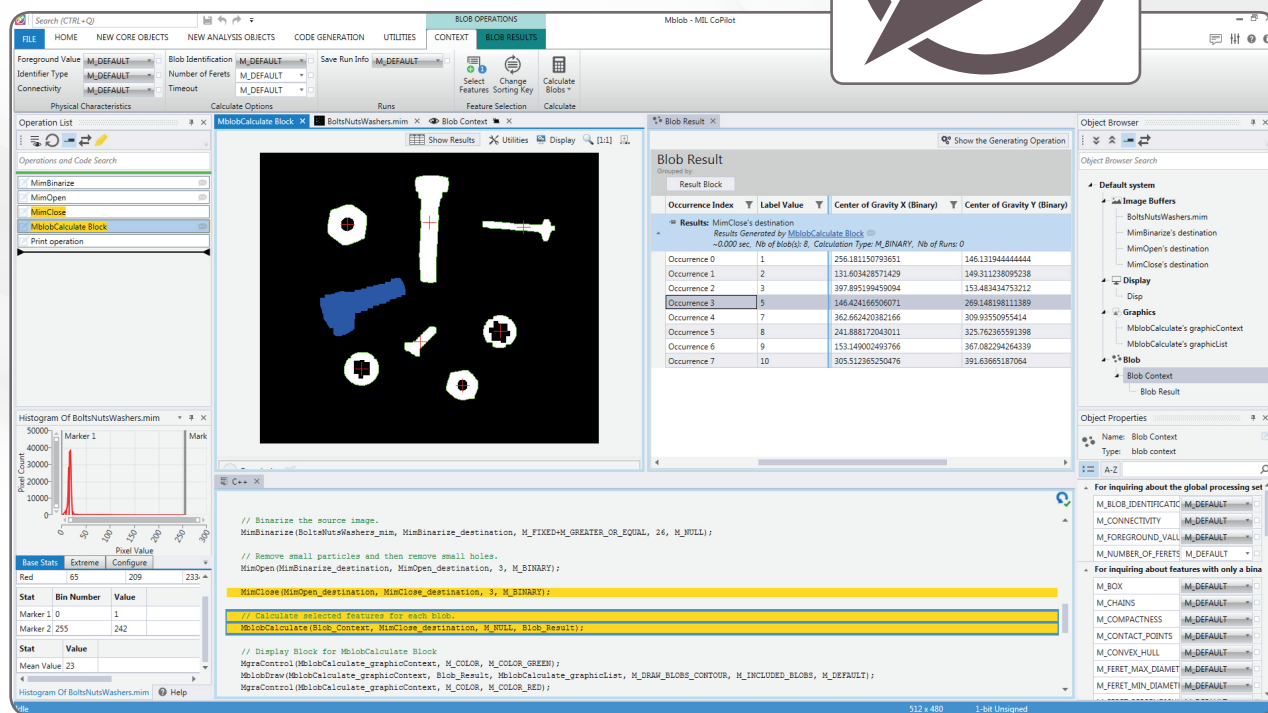 Search (CTRL+Q)
BLOB OPERATIONS
Mblob - MIL CoPilot
FILE HOME NEW CORE OBJECTS NEW ANALYSIS OBJECTS CODE GENERATION UTILITIES CONTEXT BLOB RESULTS
Foreground Value M_DEFAULT Blob Identification M_DEFAULT Save Run Info M_DEFAULT
Identifier Type M_DEFAULT Number of Ferets M_DEFAULT
Connectivity M_DEFAULT Timeout M_DEFAULT
Select Features Change Sorting Key Calculate Blobs
Physical Characteristics Calculate Options Runs Feature Selection Calculate
Operation List
Operations and Code Search
MimBinarize
MimOpen
MimClose
MblobCalculate Block
Print operation
MblobCalculate Block BoltsNutsWashers.mim Blob Context
Show Results Utilities Display [1:1]
Blob Result
Show the Generating Operation
Blob Result
Grouped by:
Result Block
Occurrence Index Label Value Center of Gravity X (Binary) Center of Gravity Y (Binary)
Results: MimClose's destination
Results Generated by MblobCalculate Block
~0.000 sec, Nb of blob(s): 8, Calculation Type: M_BINARY, Nb of Runs: 0
Occurrence 0 1 256.181150793651 146.131944444444
Occurrence 1 2 131.603428571429 149.311238095238
Occurrence 2 3 397.895199459094 153.483434753212
Occurrence 3 5 146.424166506071 269.148198111389
Occurrence 4 7 362.662420382166 309.93550955414
Occurrence 5 8 241.888172043011 325.762365591398
Occurrence 6 9 153.149002493766 367.082294264339
Occurrence 7 10 305.512365250476 391.63665187064
Object Browser
Object Browser Search
Default system
Image Buffers
BoltsNutsWashers.mim
MimBinarize's destination
MimOpen's destination
MimClose's destination
Display
Disp
Graphics
MblobCalculate's graphicContext
MblobCalculate's graphicList
Blob
Blob Context
Blob Result
Histogram Of BoltsNutsWashers.mim
Marker 1 Mark
50000
40000
30000
20000
10000
0
Pixel Count
0 50 100 150 200 250 300
Pixel Value
Base Stats Extreme Configure
Red 65 209 233
Stat Bin Number Value
Marker 1 0 1
Marker 2 255 242
Stat Value
Mean Value 23
Histogram Of BoltsNutsWashers.mim Help
C++
// Binarize the source image.
MimBinarize(BoltsNutsWashers_mim, MimBinarize_destination, M_FIXED+M_GREATER_OR_EQUAL, 26, M_NULL);
// Remove small particles and then remove small holes.
MimOpen(MimBinarize_destination, MimOpen_destination, 3, M_BINARY);
MimClose(MimOpen_destination, MimClose_destination, 3, M_BINARY);
// Calculate selected features for each blob.
MblobCalculate(Blob_Context, MimClose_destination, M_NULL, Blob_Result);
// Display Block for MblobCalculate Block
MgraControl(MblobCalculate_graphicContext, M_COLOR, M_COLOR_GREEN);
MblobDraw(MblobCalculate_graphicContext, Blob_Result, MblobCalculate_graphicList, M_DRAW_BLOBS_CONTOUR, M_INCLUDED_BLOBS, M_DEFAULT);
MgraControl(MblobCalculate_graphicContext, M_COLOR, M_COLOR_RED);
Object Properties
Name: Blob Context
Type: blob context
A-Z
For inquiring about the global processing set
M_BLOB_IDENTIFICATIC M_DEFAULT
M_CONNECTIVITY M_DEFAULT
M_FOREGROUND_VALU M_DEFAULT
M_NUMBER_OF_FERETS M_DEFAULT
For inquiring about features with only a bina
M_BOX M_DEFAULT
M_CHAINS M_DEFAULT
M_COMPACTNESS M_DEFAULT
M_CONTACT_POINTS M_DEFAULT
M_CONVEX_HULL M_DEFAULT
M_FERET_MAX_DIAMET M_DEFAULT
M_FERET_MIN_DIAMETI M_DEFAULT
Idle 512 x 480 1-bit Unsigned